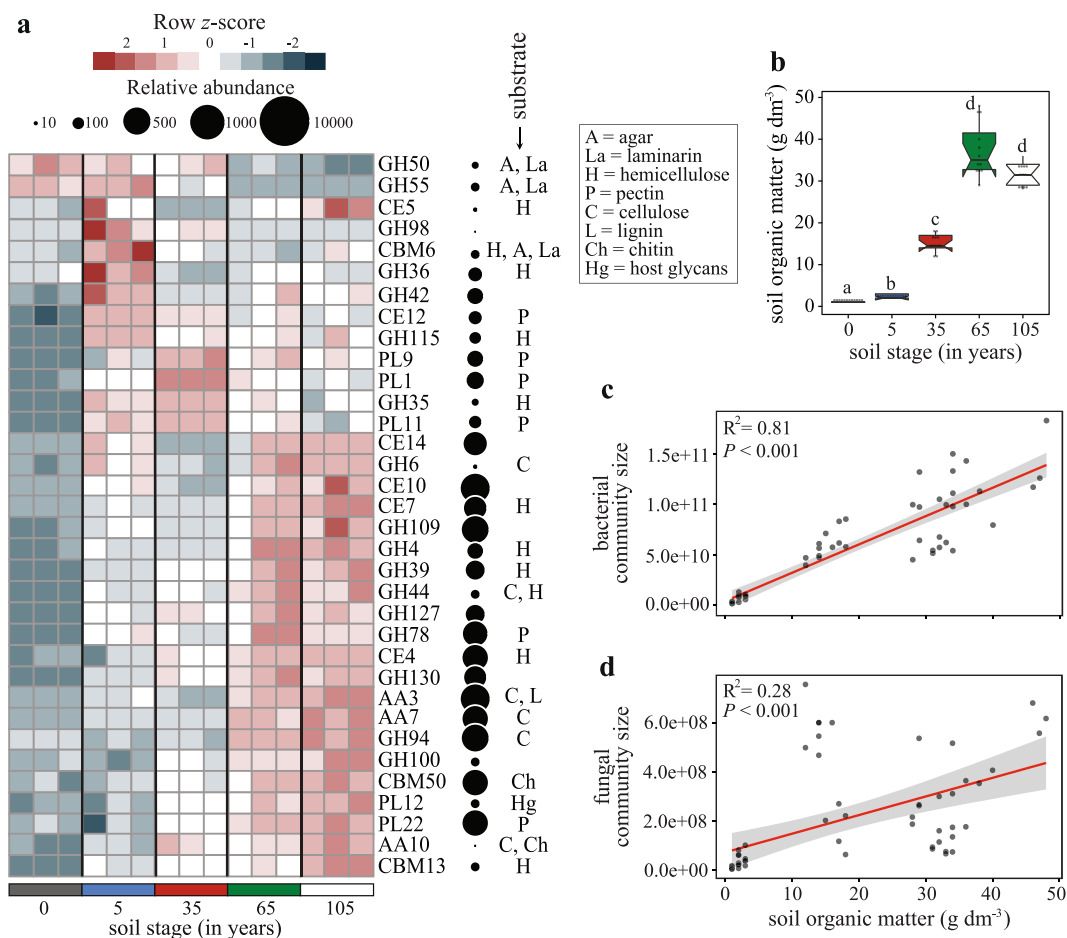 a
Row z-score
2 1 0 -1 -2
Relative abundance
10 100 500 1000 10000
substrate
GH50 A, La
GH55 A, La
CE5 H
GH98
CBM6 H, A, La
GH36 H
GH42
CE12 P
GH115 H
PL9 P
PL1 P
GH35 H
PL11 P
CE14
GH6 C
CE10
CE7 H
GH109
GH4 H
GH39 H
GH44 C, H
GH127
GH78 P
CE4 H
GH130
AA3 C, L
AA7 C
GH94 C
GH100
CBM50 Ch
PL12 Hg
PL22 P
AA10 C, Ch
CBM13 H
0 5 35 65 105
soil stage (in years)
A = agar
La = laminarin
H = hemicellulose
P = pectin
C = cellulose
L = lignin
Ch = chitin
Hg = host glycans
b
soil organic matter (g dm⁻³)
50
40
30
20
10
0
a b c d d
0 5 35 65 105
soil stage (in years)
c
R²= 0.81
P < 0.001
bacterial
community size
1.5e+11
1.0e+11
5.0e+10
0.0e+00
0 10 20 30 40 50
d
R²= 0.28
P < 0.001
fungal
community size
6.0e+08
4.0e+08
2.0e+08
0.0e+00
0 10 20 30 40 50
soil organic matter (g dm⁻³)